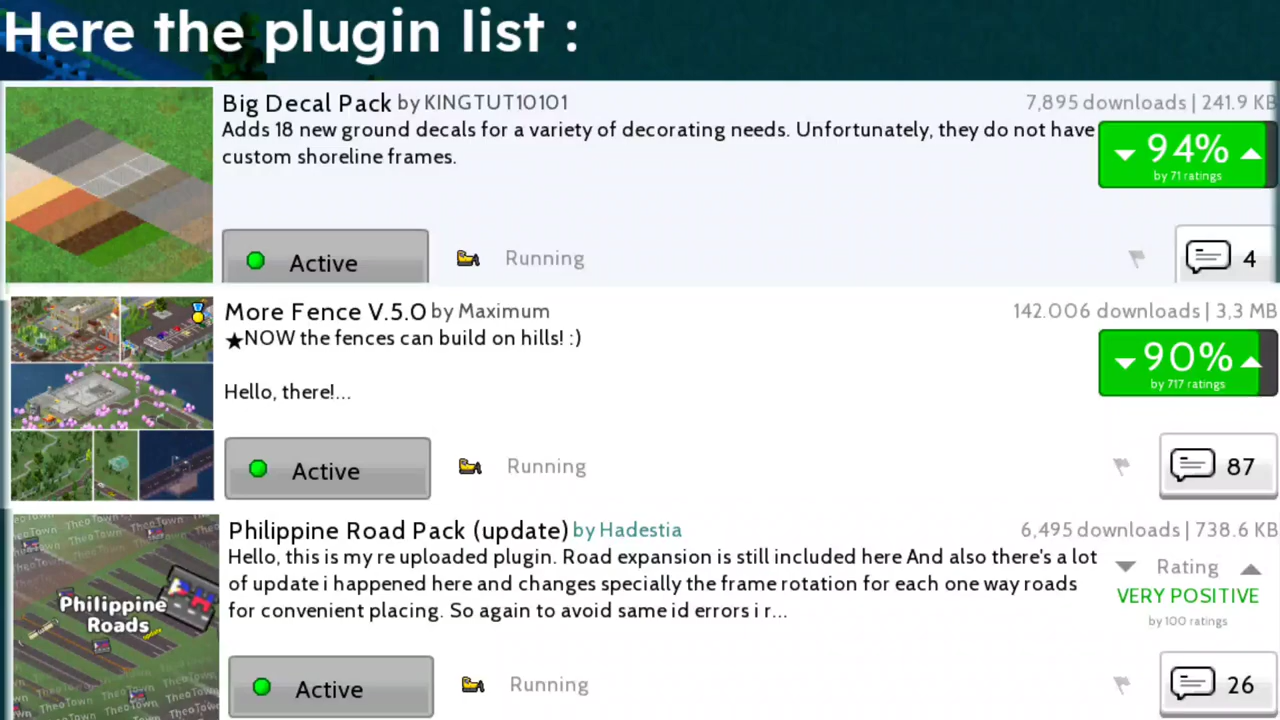 Here the plugin list :
Big Decal Pack by KINGTUT10101
7,895 downloads | 241.9 KB
Adds 18 new ground decals for a variety of decorating needs. Unfortunately, they do not have
custom shoreline frames.
94%
by 71 ratings
Active
Running
4
More Fence V.5.0 by Maximum
142.006 downloads | 3,3 MB
★NOW the fences can build on hills! :)
90%
by 717 ratings
Hello, there!...
Active
Running
87
Philippine Road Pack (update) by Hadestia
6,495 downloads | 738.6 KB
Hello, this is my re uploaded plugin. Road expansion is still included here And also there's a lot
of update i happened here and changes specially the frame rotation for each one way roads
for convenient placing. So again to avoid same id errors i r...
Rating
VERY POSITIVE
by 100 ratings
Philippine
Roads
update
TheoTown
Active
Running
26